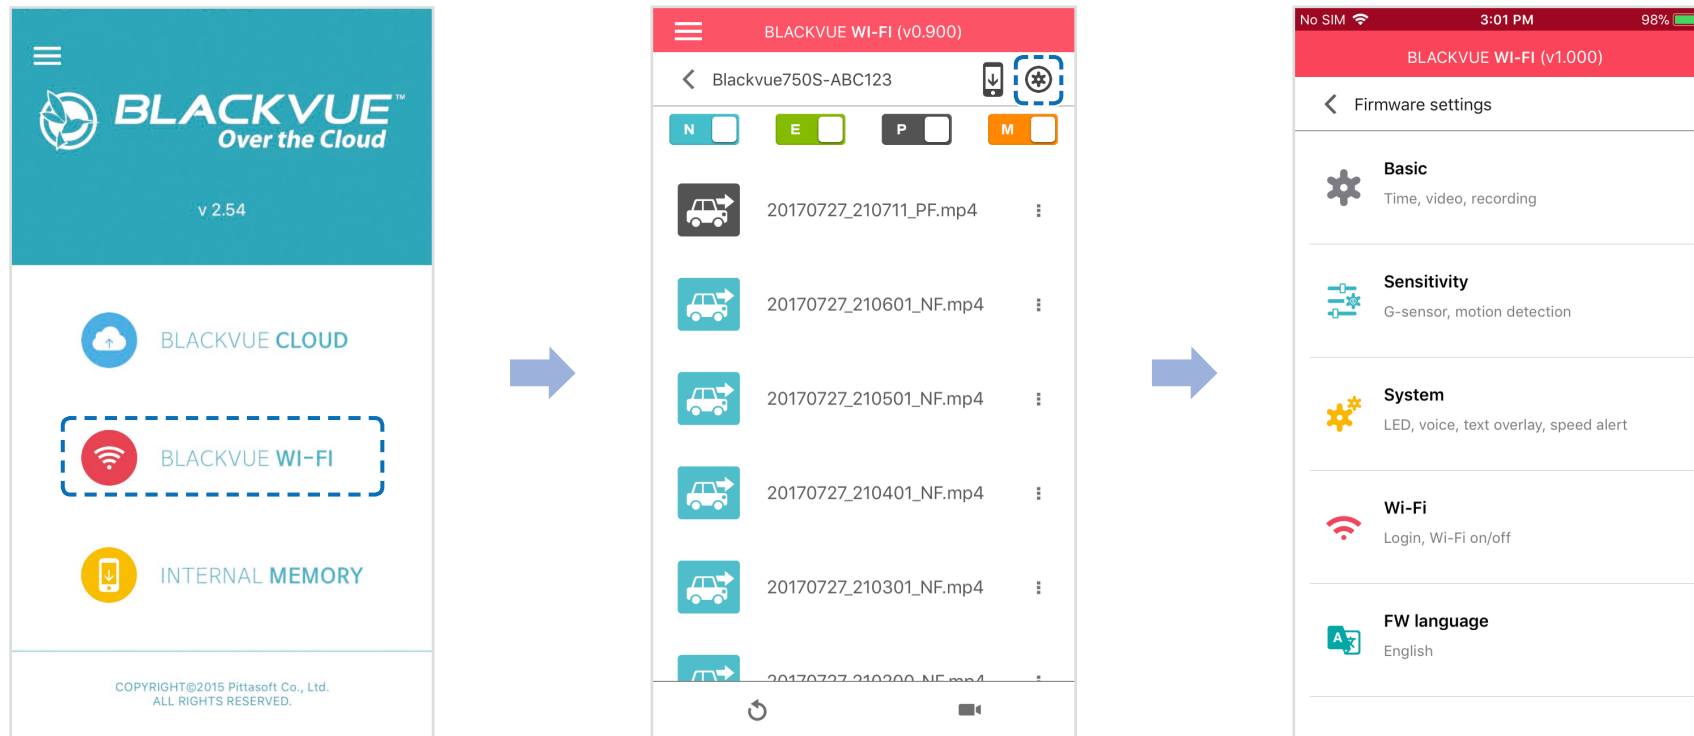 BLACKVUE™
Over the Cloud
v 2.54
BLACKVUE CLOUD
BLACKVUE WI-FI
INTERNAL MEMORY
COPYRIGHT©2015 Pittasoft Co., Ltd.
ALL RIGHTS RESERVED.
BLACKVUE WI-FI (v0.900)
Blackvue750S-ABC123
N E P M
20170727_210711_PF.mp4
20170727_210601_NF.mp4
20170727_210501_NF.mp4
20170727_210401_NF.mp4
20170727_210301_NF.mp4
20170727_210200_NF.mp4
No SIM 3:01 PM 98%
BLACKVUE WI-FI (v1.000)
Firmware settings
Basic
Time, video, recording
Sensitivity
G-sensor, motion detection
System
LED, voice, text overlay, speed alert
Wi-Fi
Login, Wi-Fi on/off
A
FW language
English